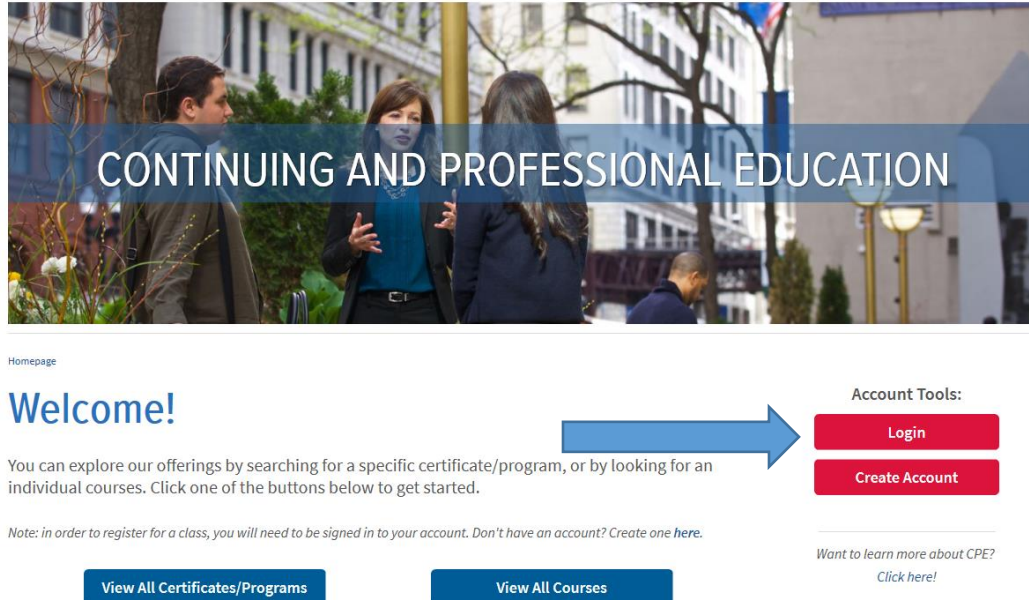 CONTINUING AND PROFESSIONAL EDUCATION
Homepage
Welcome!
You can explore our offerings by searching for a specific certificate/program, or by looking for an
individual courses. Click one of the buttons below to get started.
Note: in order to register for a class, you will need to be signed in to your account. Don't have an account? Create one here.
View All Certificates/Programs
View All Courses
Account Tools:
Login
Create Account
Want to learn more about CPE?
Click here!